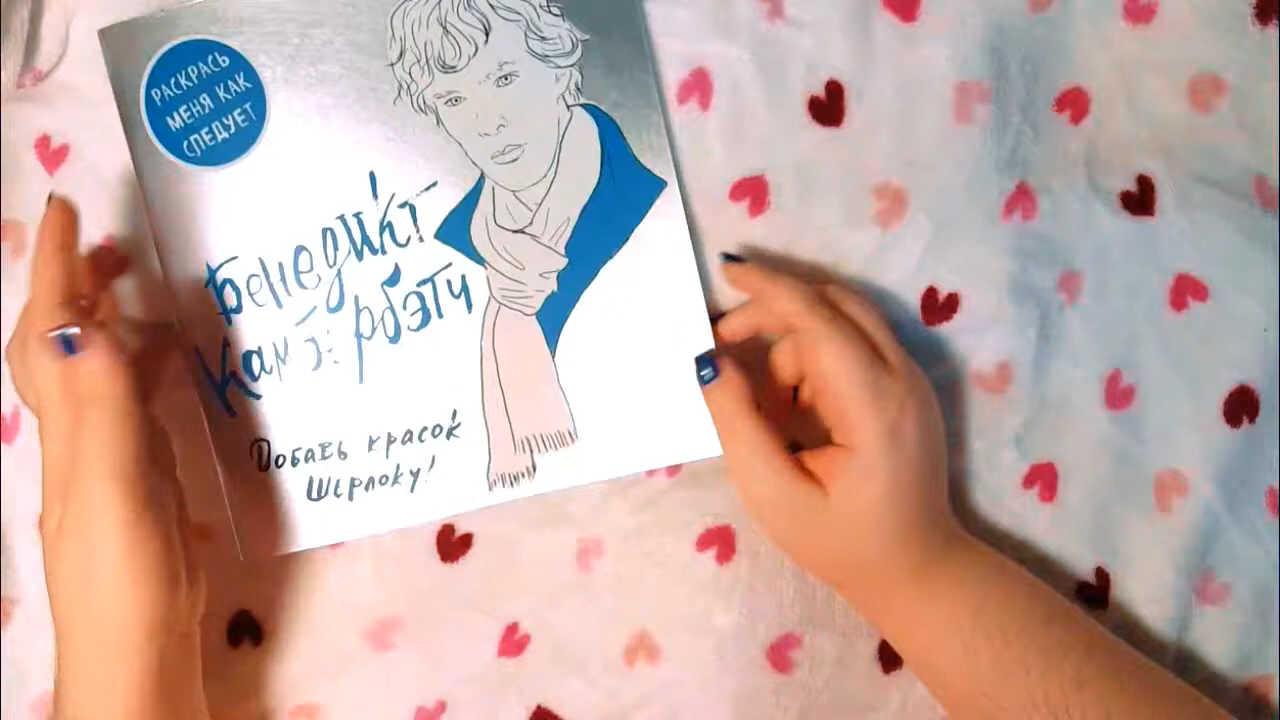 РАСКРАСЬ
МЕНЯ КАК
СЛЕДУЕТ
Бенедикт
Добавь красок
Шерлоку!